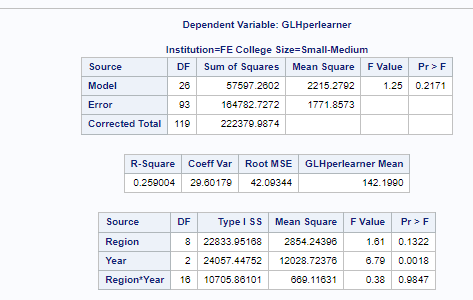 Dependent Variable: GLHperlearner
Institution=FE College Size=Small-Medium
Source DF Sum of Squares Mean Square F Value Pr > F
Model 26 57597.2602 2215.2792 1.25 0.2171
Error 93 164782.7272 1771.8573
Corrected Total 119 222379.9874
R-Square Coeff Var Root MSE GLHperlearner Mean
0.259004 29.60179 42.09344 142.1990
Source DF Type I SS Mean Square F Value Pr > F
Region 8 22833.95168 2854.24396 1.61 0.1322
Year 2 24057.44752 12028.72376 6.79 0.0018
Region*Year 16 10705.86101 669.11631 0.38 0.9847